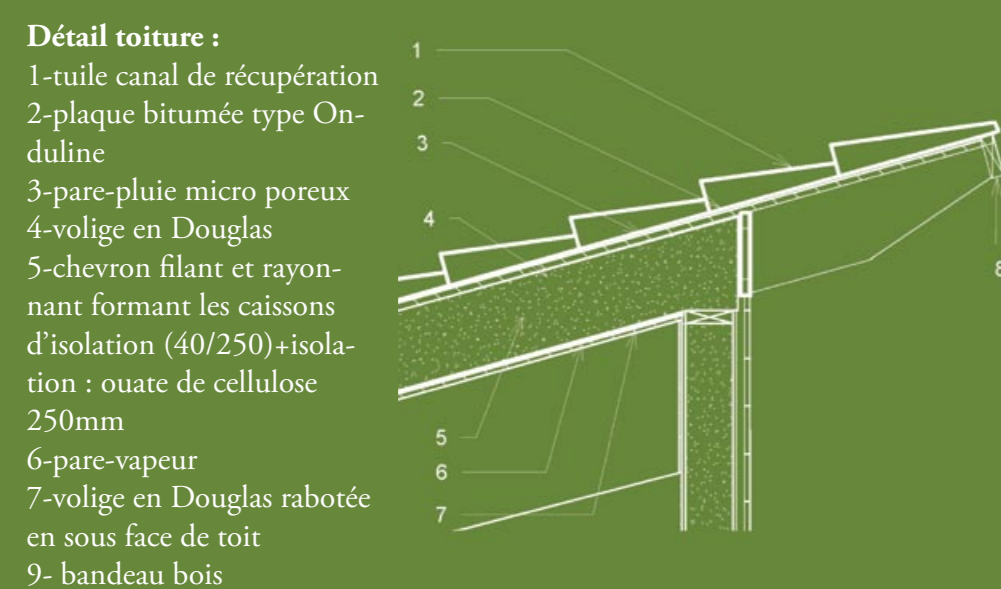 Détail toiture :
1-tuile canal de récupération
2-plaque bitumée type On-
duline
3-pare-pluie micro poreux
4-volige en Douglas
5-chevron filant et rayon-
nant formant les caissons
d’isolation (40/250)+isola-
tion : ouate de cellulose
250mm
6-pare-vapeur
7-volige en Douglas rabotée
en sous face de toit
9- bandeau bois
1
2
3
4
5
6
7
8